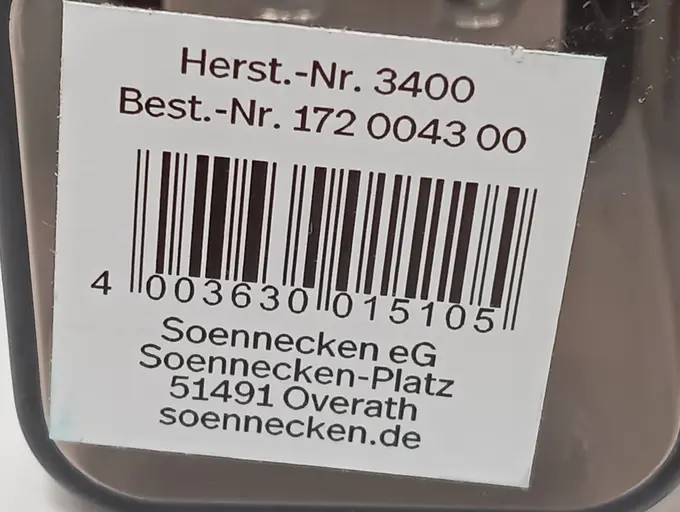 Herst.-Nr. 3400
Best.-Nr. 172 0043 00
4 003630 015105
Soennecken eG
Soennecken-Platz
51491 Overath
soennecken.de